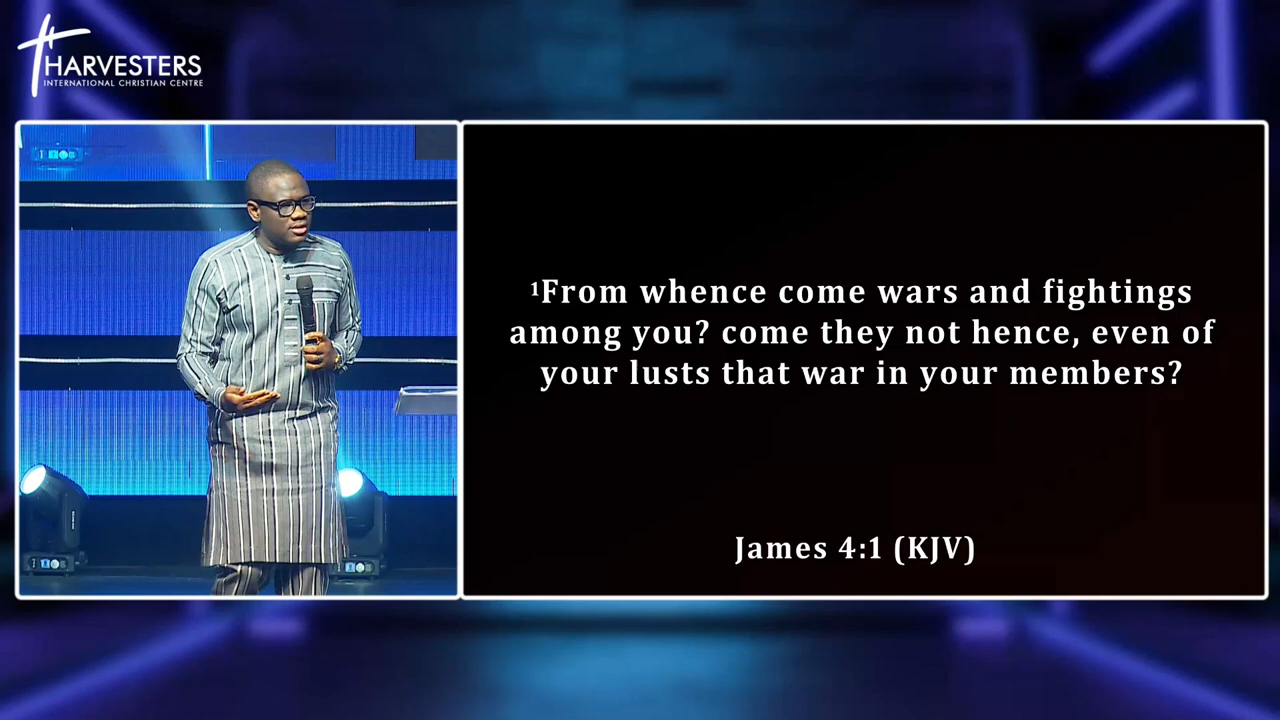 HARVESTERS
INTERNATIONAL CHRISTIAN CENTRE
¹From whence come wars and fightings
among you? come they not hence, even of
your lusts that war in your members?
James 4:1 (KJV)